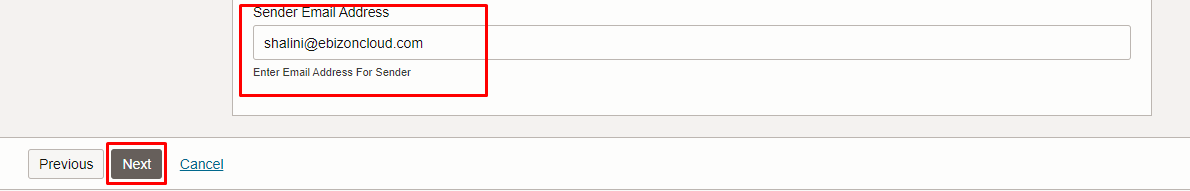 Sender Email Address
shalini@ebizoncloud.com
Enter Email Address For Sender
Previous Next Cancel